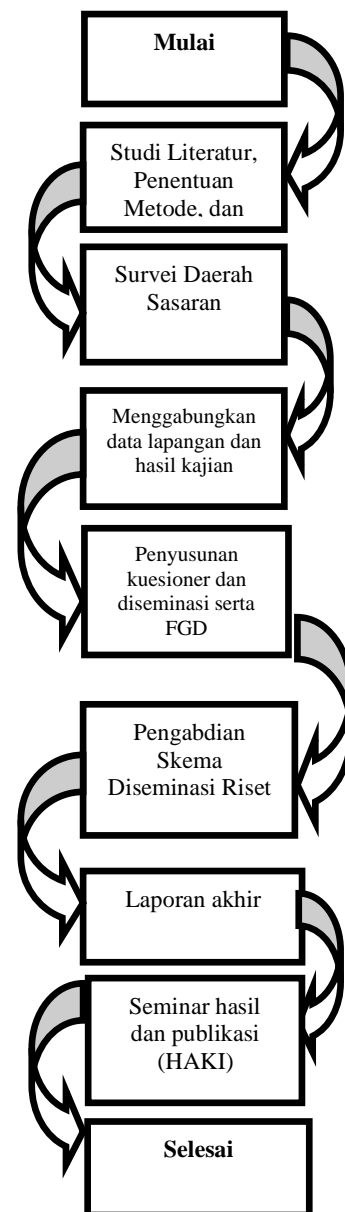 Mulai
Studi Literatur,
Penentuan
Metode, dan
Survei Daerah
Sasaran
Menggabungkan
data lapangan dan
hasil kajian
Penyusunan
kuesioner dan
diseminasi serta
FGD
Pengabdian
Skema
Diseminasi Riset
Laporan akhir
Seminar hasil
dan publikasi
(HAKI)
Selesai